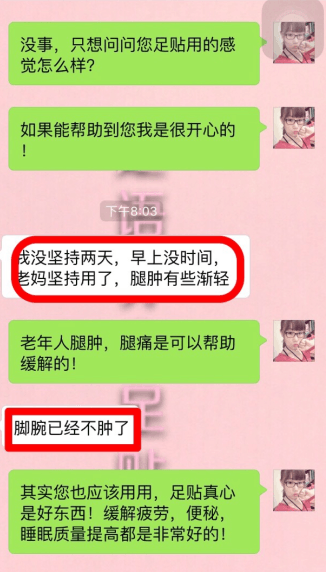 没事，只想问问您足贴用的感
觉怎么样？
如果能帮助到您我是很开心的
！
下午8:03
我没坚持两天，早上没时间，
老妈坚持用了，腿肿有些渐轻
老年人腿肿，腿痛是可以帮助
缓解的！
脚腕已经不肿了
其实您也应该用用，足贴真心
是好东西！缓解疲劳，便秘，
睡眠质量提高都是非常好的！